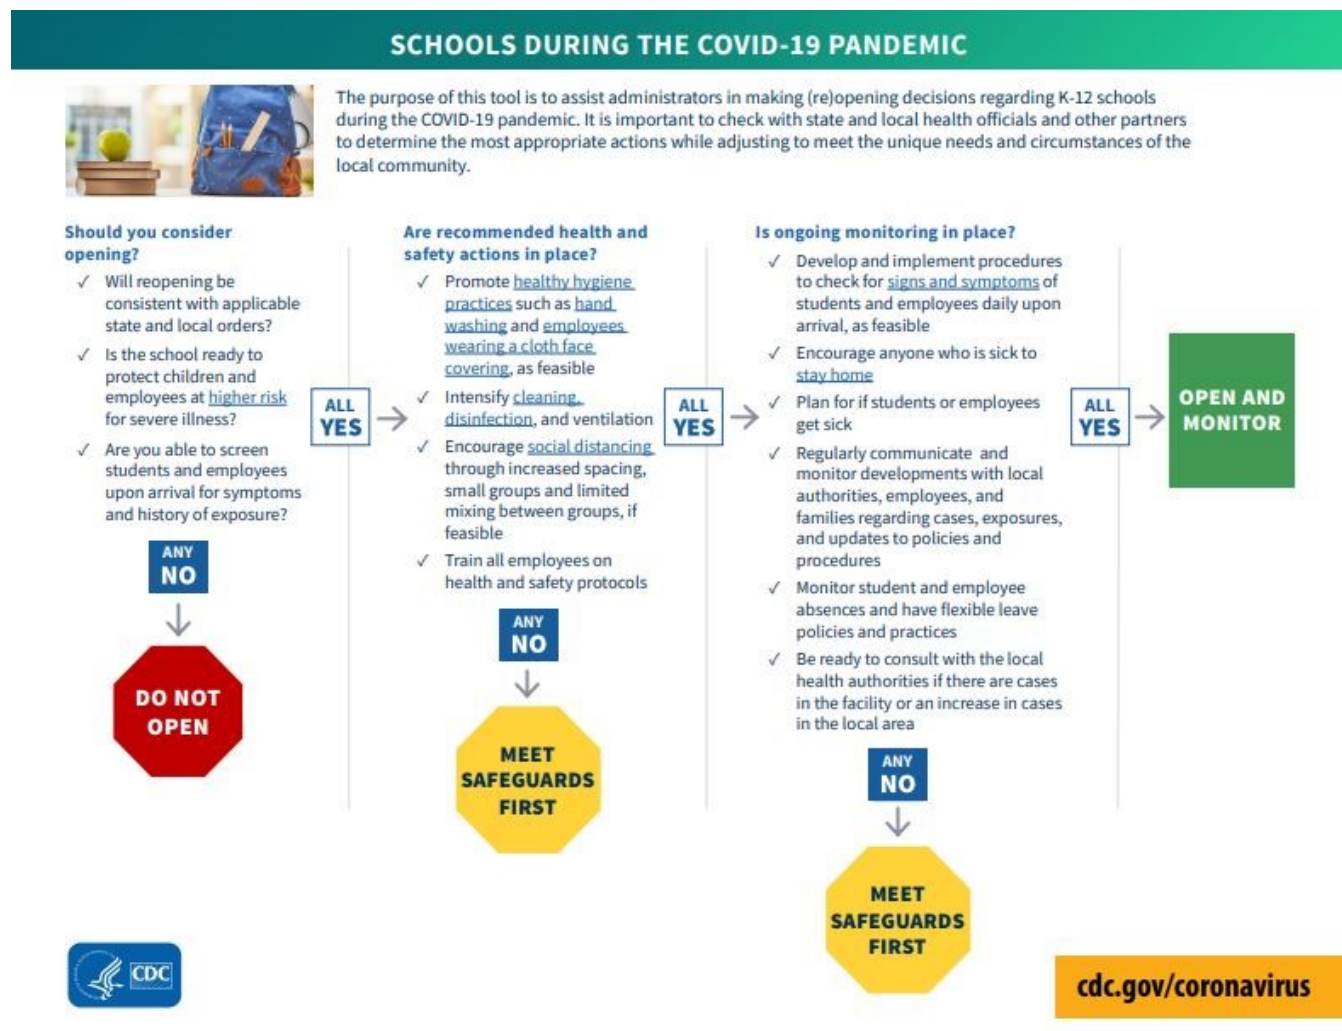 SCHOOLS DURING THE COVID-19 PANDEMIC
The purpose of this tool is to assist administrators in making (re)opening decisions regarding K-12 schools
during the COVID-19 pandemic. It is important to check with state and local health officials and other partners
to determine the most appropriate actions while adjusting to meet the unique needs and circumstances of the
local community.
Should you consider
opening?
✓ Will reopening be
consistent with applicable
state and local orders?
✓ Is the school ready to
protect children and
employees at higher risk
for severe illness?
✓ Are you able to screen
students and employees
upon arrival for symptoms
and history of exposure?
ANY
NO
DO NOT
OPEN
ALL
YES
Are recommended health and
safety actions in place?
✓ Promote healthy hygiene
practices such as hand
washing and employees
wearing a cloth face
covering, as feasible
✓ Intensify cleaning,
disinfection, and ventilation
✓ Encourage social distancing
through increased spacing,
small groups and limited
mixing between groups, if
feasible
✓ Train all employees on
health and safety protocols
ANY
NO
MEET
SAFEGUARDS
FIRST
ALL
YES
Is ongoing monitoring in place?
✓ Develop and implement procedures
to check for signs and symptoms of
students and employees daily upon
arrival, as feasible
✓ Encourage anyone who is sick to
stay home
✓ Plan for if students or employees
get sick
✓ Regularly communicate and
monitor developments with local
authorities, employees, and
families regarding cases, exposures,
and updates to policies and
procedures
✓ Monitor student and employee
absences and have flexible leave
policies and practices
✓ Be ready to consult with the local
health authorities if there are cases
in the facility or an increase in cases
in the local area
ANY
NO
MEET
SAFEGUARDS
FIRST
ALL
YES
OPEN AND
MONITOR
CDC
cdc.gov/coronavirus